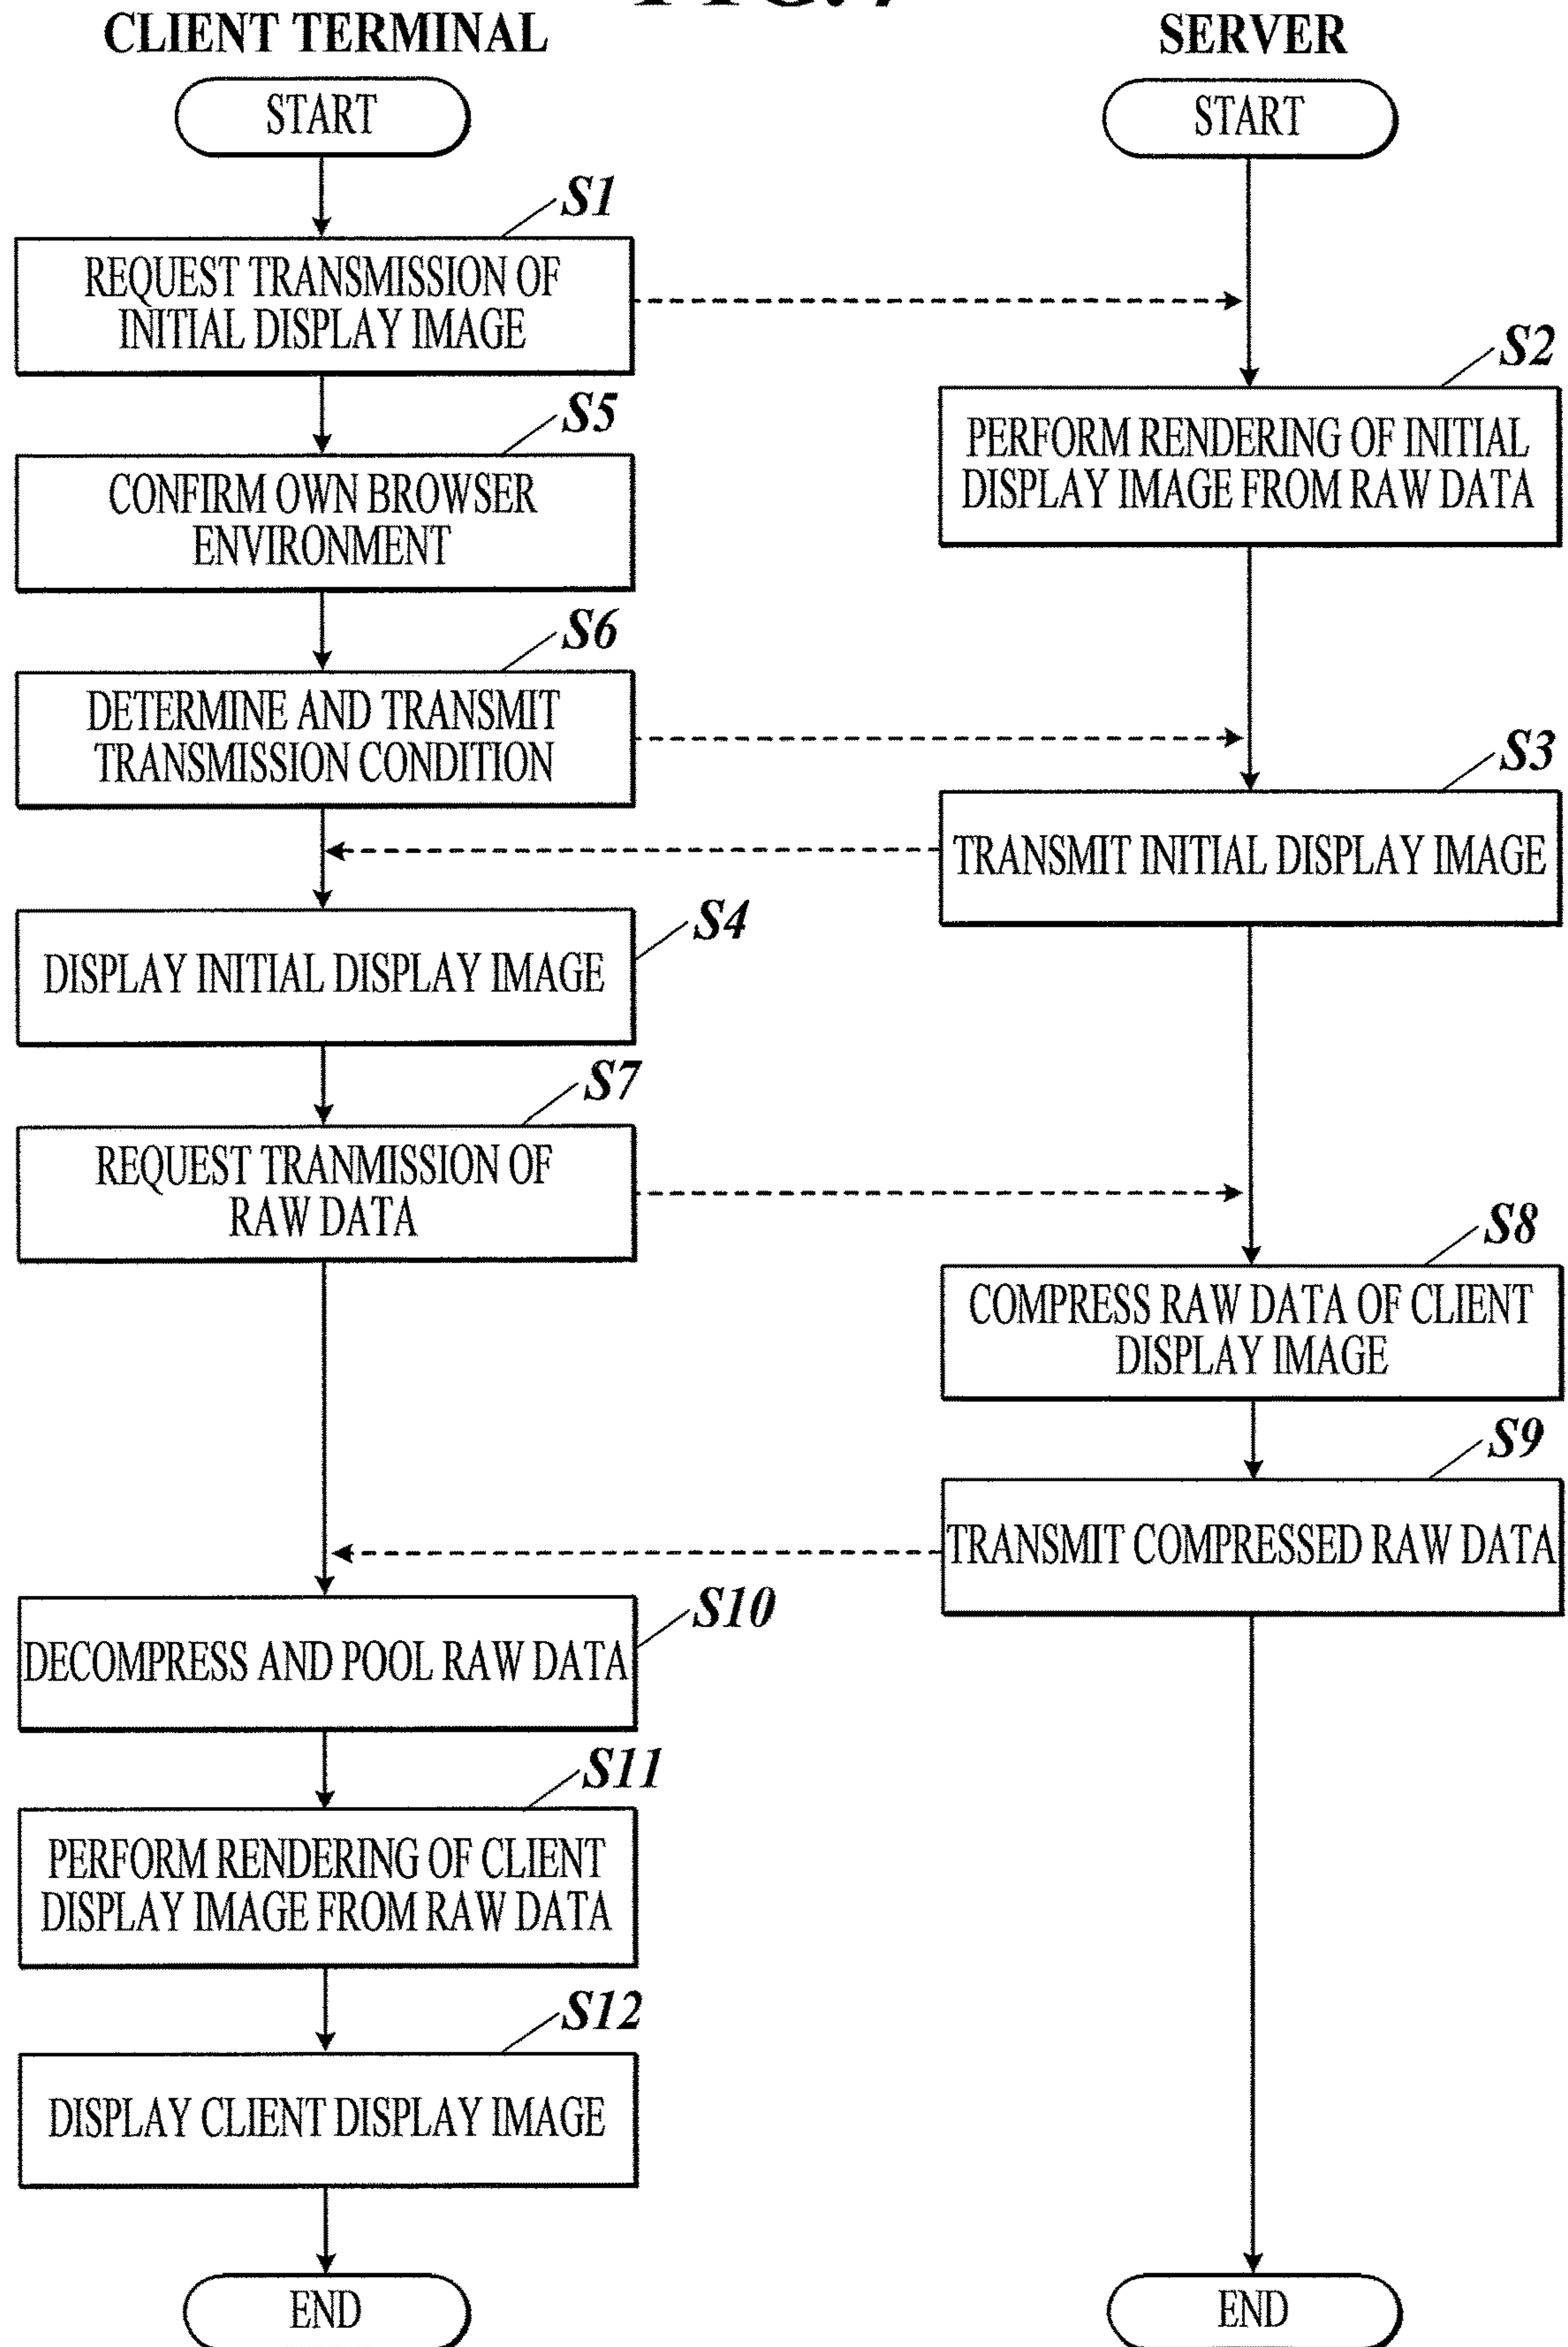 CLIENT TERMINAL
START
S1
REQUEST TRANSMISSION OF
INITIAL DISPLAY IMAGE
S5
CONFIRM OWN BROWSER
ENVIRONMENT
S6
DETERMINE AND TRANSMIT
TRANSMISSION CONDITION
S4
DISPLAY INITIAL DISPLAY IMAGE
S7
REQUEST TRANMISSION OF
RAW DATA
S10
DECOMPRESS AND POOL RAW DATA
S11
PERFORM RENDERING OF CLIENT
DISPLAY IMAGE FROM RAW DATA
S12
DISPLAY CLIENT DISPLAY IMAGE
END
SERVER
START
S2
PERFORM RENDERING OF INITIAL
DISPLAY IMAGE FROM RAW DATA
S3
TRANSMIT INITIAL DISPLAY IMAGE
S8
COMPRESS RAW DATA OF CLIENT
DISPLAY IMAGE
S9
TRANSMIT COMPRESSED RAW DATA
END